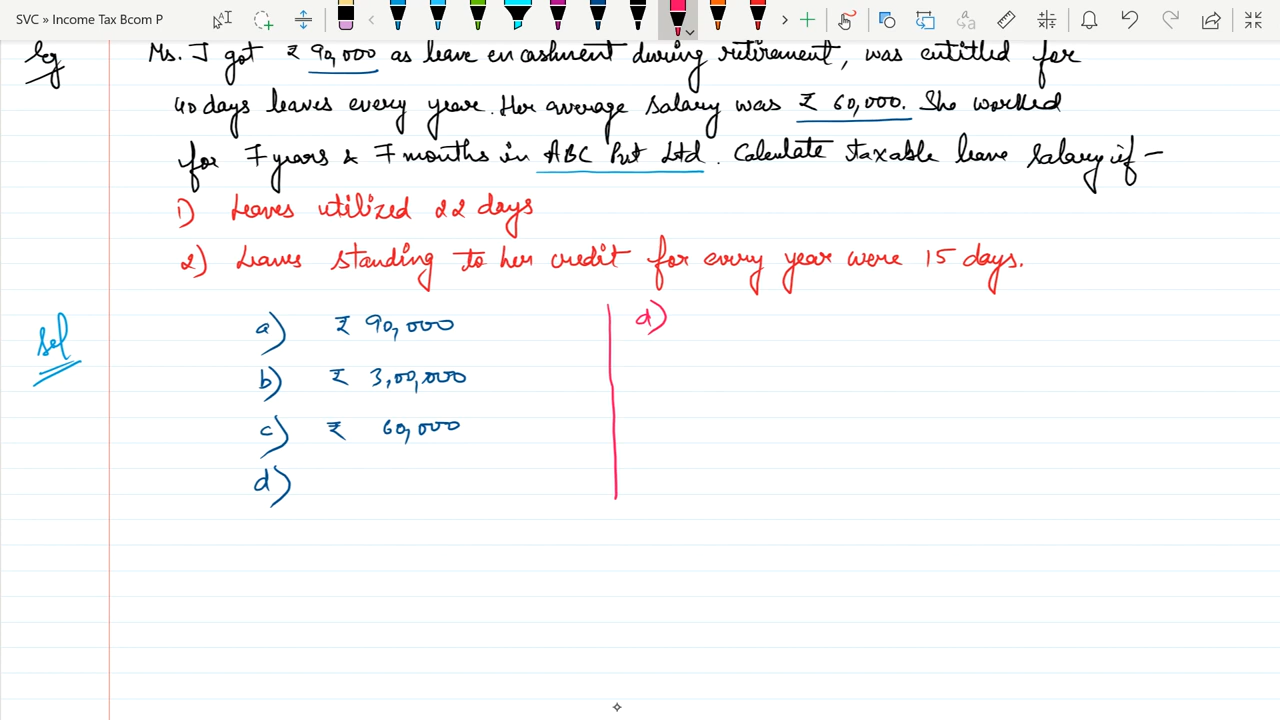 SVC » Income Tax Bcom P
Eg
Ms. J got ₹ 90,000 as leave encashment during retirement, was entitled for
40 days leaves every year. Her average salary was ₹ 60,000. She worked
for 7 years & 7 months in ABC Pvt Ltd. Calculate taxable leave salary if –
1) Leaves utilized 22 days
2) Leaves standing to her credit for every year were 15 days.
Sol
a) ₹ 90,000
b) ₹ 3,00,000
c) ₹ 60,000
d)
d)